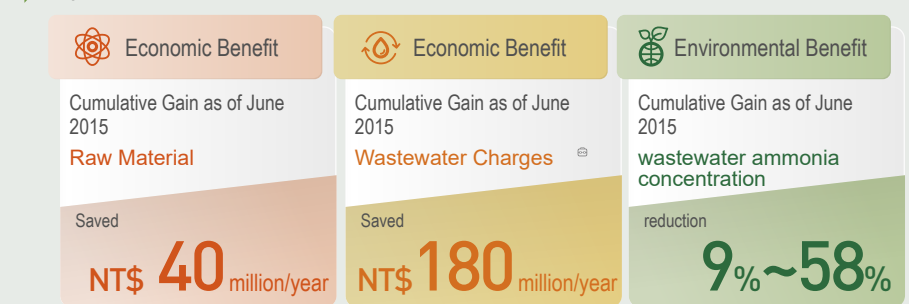 Economic Benefit
Cumulative Gain as of June
2015
Raw Material
Saved
NT$ 40 million/year
Economic Benefit
Cumulative Gain as of June
2015
Wastewater Charges
Saved
NT$ 180 million/year
Environmental Benefit
Cumulative Gain as of June
2015
wastewater ammonia
concentration
reduction
9%~58%